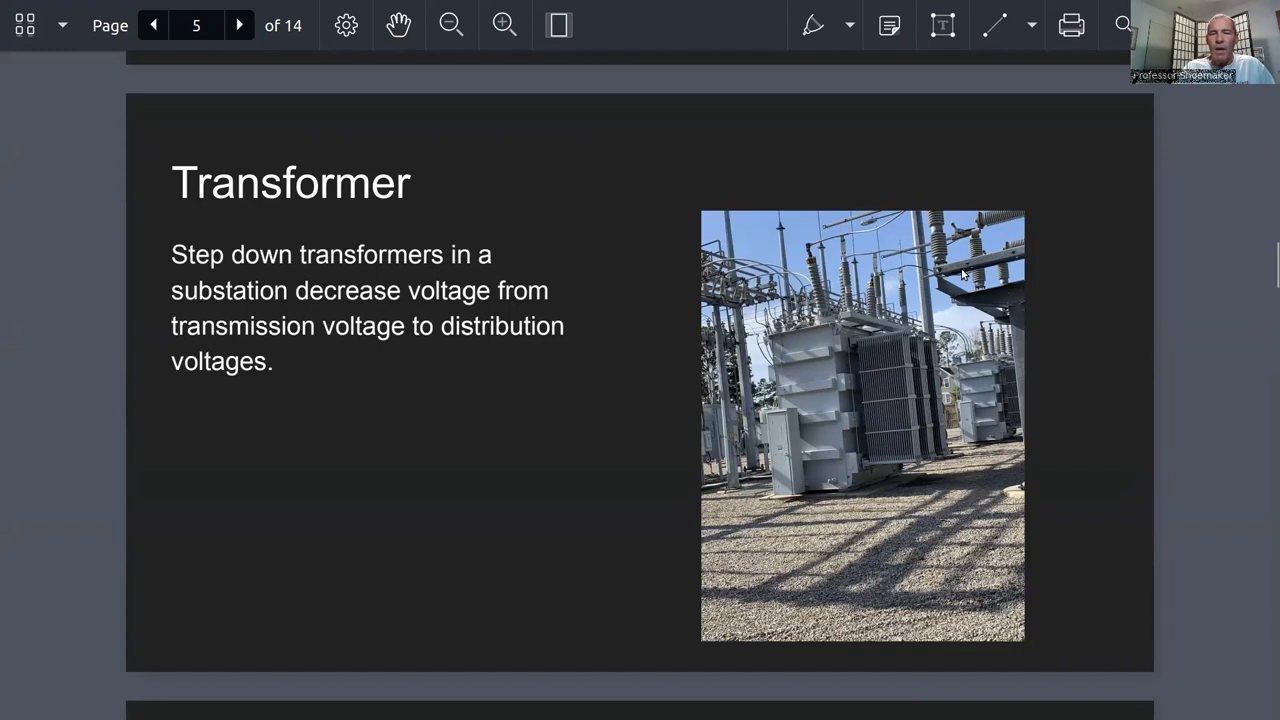 Page 5 of 14
Professor Shoemaker
Transformer
Step down transformers in a
substation decrease voltage from
transmission voltage to distribution
voltages.